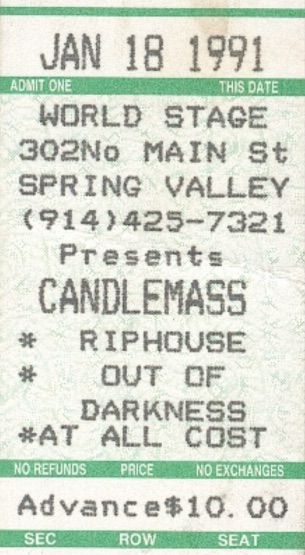 JAN 18 1991
ADMIT ONE THIS DATE
WORLD STAGE
302No MAIN St
SPRING VALLEY
(914)425-7321
Presents
CANDLEMASS
* RIPHOUSE
* OUT OF
DARKNESS
*AT ALL COST
NO REFUNDS PRICE NO EXCHANGES
Advance$10.00
SEC ROW SEAT